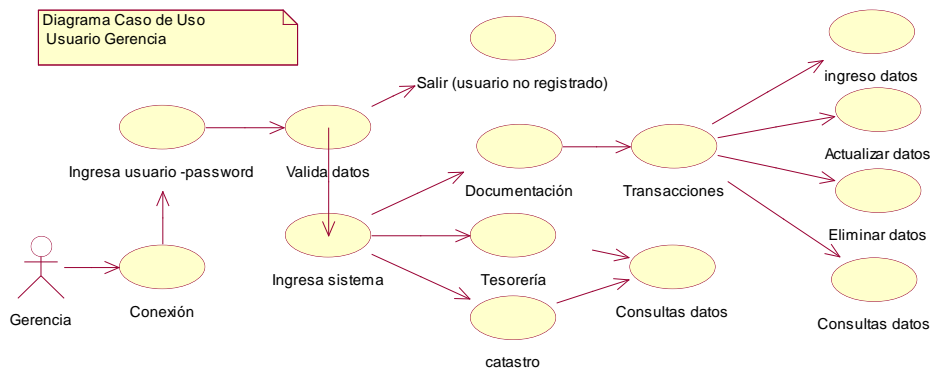 Diagrama Caso de Uso
Usuario Gerencia
Salir (usuario no registrado)
ingreso datos
Ingresa usuario -password
Valida datos
Documentación
Transacciones
Actualizar datos
Eliminar datos
Ingresa sistema
Tesorería
Gerencia
Conexión
Consultas datos
Consultas datos
catastro